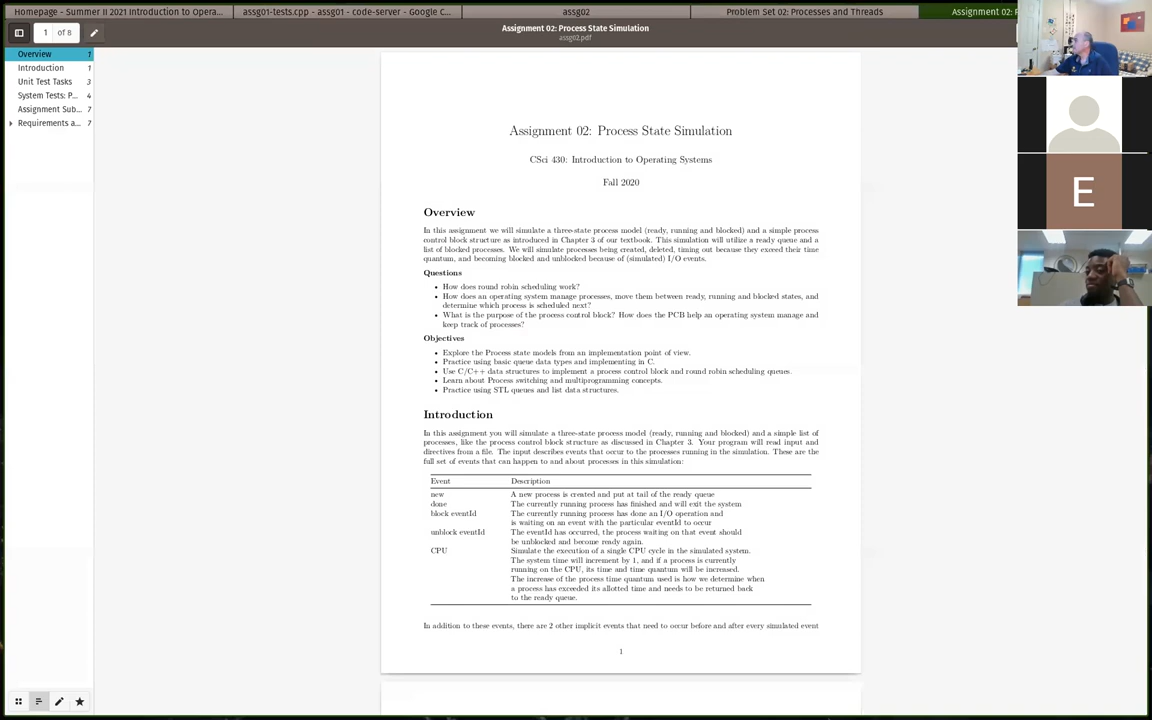 Homepage - Summer II 2021 Introduction to Opera...
assg01-tests.cpp - assg01 - code-server - Google C...
assg02
Problem Set 02: Processes and Threads
Assignment 02: P
1 of 8
Assignment 02: Process State Simulation
assg02.pdf
Overview 1
Introduction 1
Unit Test Tasks 3
System Tests: P... 4
Assignment Sub... 7
Requirements a... 7
Assignment 02: Process State Simulation
CSci 430: Introduction to Operating Systems
Fall 2020
Overview
In this assignment we will simulate a three-state process model (ready, running and blocked) and a simple process
control block structure as introduced in Chapter 3 of our textbook. This simulation will utilize a ready queue and a
list of blocked processes. We will simulate processes being created, deleted, timing out because they exceed their time
quantum, and becoming blocked and unblocked because of (simulated) I/O events.
Questions
• How does round robin scheduling work?
• How does an operating system manage processes, move them between ready, running and blocked states, and
determine which process is scheduled next?
• What is the purpose of the process control block? How does the PCB help an operating system manage and
keep track of processes?
Objectives
• Explore the Process state models from an implementation point of view.
• Practice using basic queue data types and implementing in C.
• Use C/C++ data structures to implement a process control block and round robin scheduling queues.
• Learn about Process switching and multiprogramming concepts.
• Practice using STL queues and list data structures.
Introduction
In this assignment you will simulate a three-state process model (ready, running and blocked) and a simple list of
processes, like the process control block structure as discussed in Chapter 3. Your program will read input and
directives from a file. The input describes events that occur to the processes running in the simulation. These are the
full set of events that can happen to and about processes in this simulation:
Event Description
new A new process is created and put at tail of the ready queue
done The currently running process has finished and will exit the system
block eventId The currently running process has done an I/O operation and
is waiting on an event with the particular eventId to occur
unblock eventId The eventId has occurred, the process waiting on that event should
be unblocked and become ready again.
CPU Simulate the execution of a single CPU cycle in the simulated system.
The system time will increment by 1, and if a process is currently
running on the CPU, its time and time quantum will be increased.
The increase of the process time quantum used is how we determine when
a process has exceeded its allotted time and needs to be returned back
to the ready queue.
In addition to these events, there are 2 other implicit events that need to occur before and after every simulated event
1
E